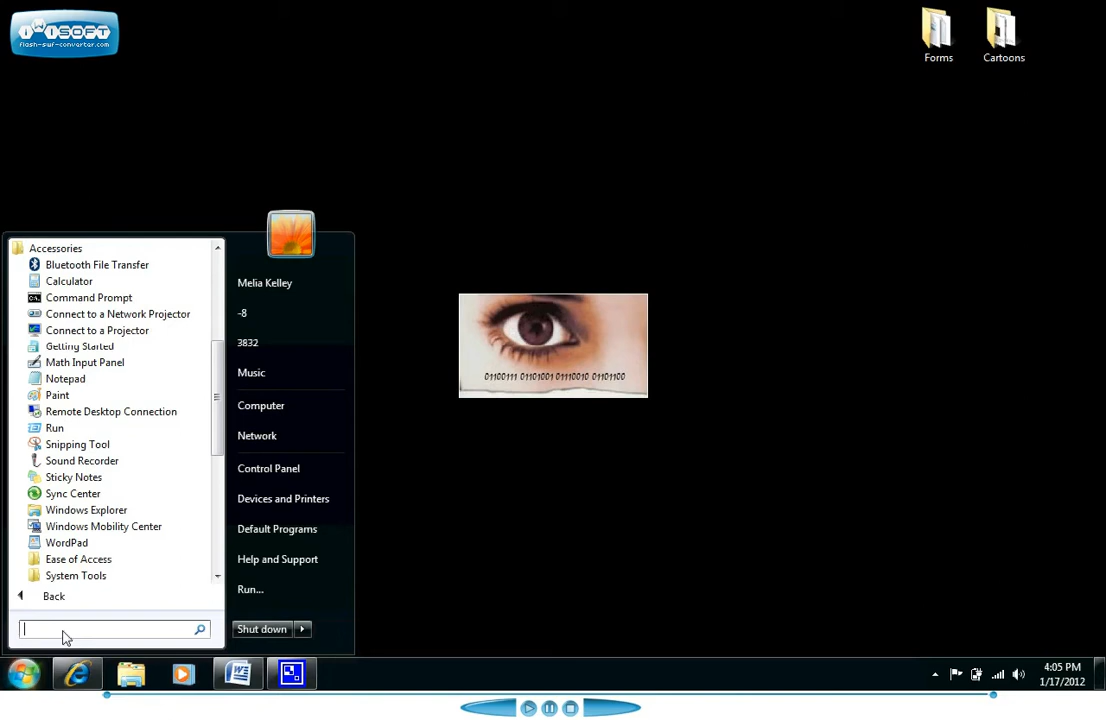 iWiSOFT
flash-swf-converter.com
Forms
Cartoons
01100111 01101001 01110010 01101100
Accessories
Bluetooth File Transfer
Calculator
Command Prompt
Connect to a Network Projector
Connect to a Projector
Getting Started
Math Input Panel
Notepad
Paint
Remote Desktop Connection
Run
Snipping Tool
Sound Recorder
Sticky Notes
Sync Center
Windows Explorer
Windows Mobility Center
WordPad
Ease of Access
System Tools
Back
Melia Kelley
-8
3832
Music
Computer
Network
Control Panel
Devices and Printers
Default Programs
Help and Support
Run...
Shut down
4:05 PM
1/17/2012